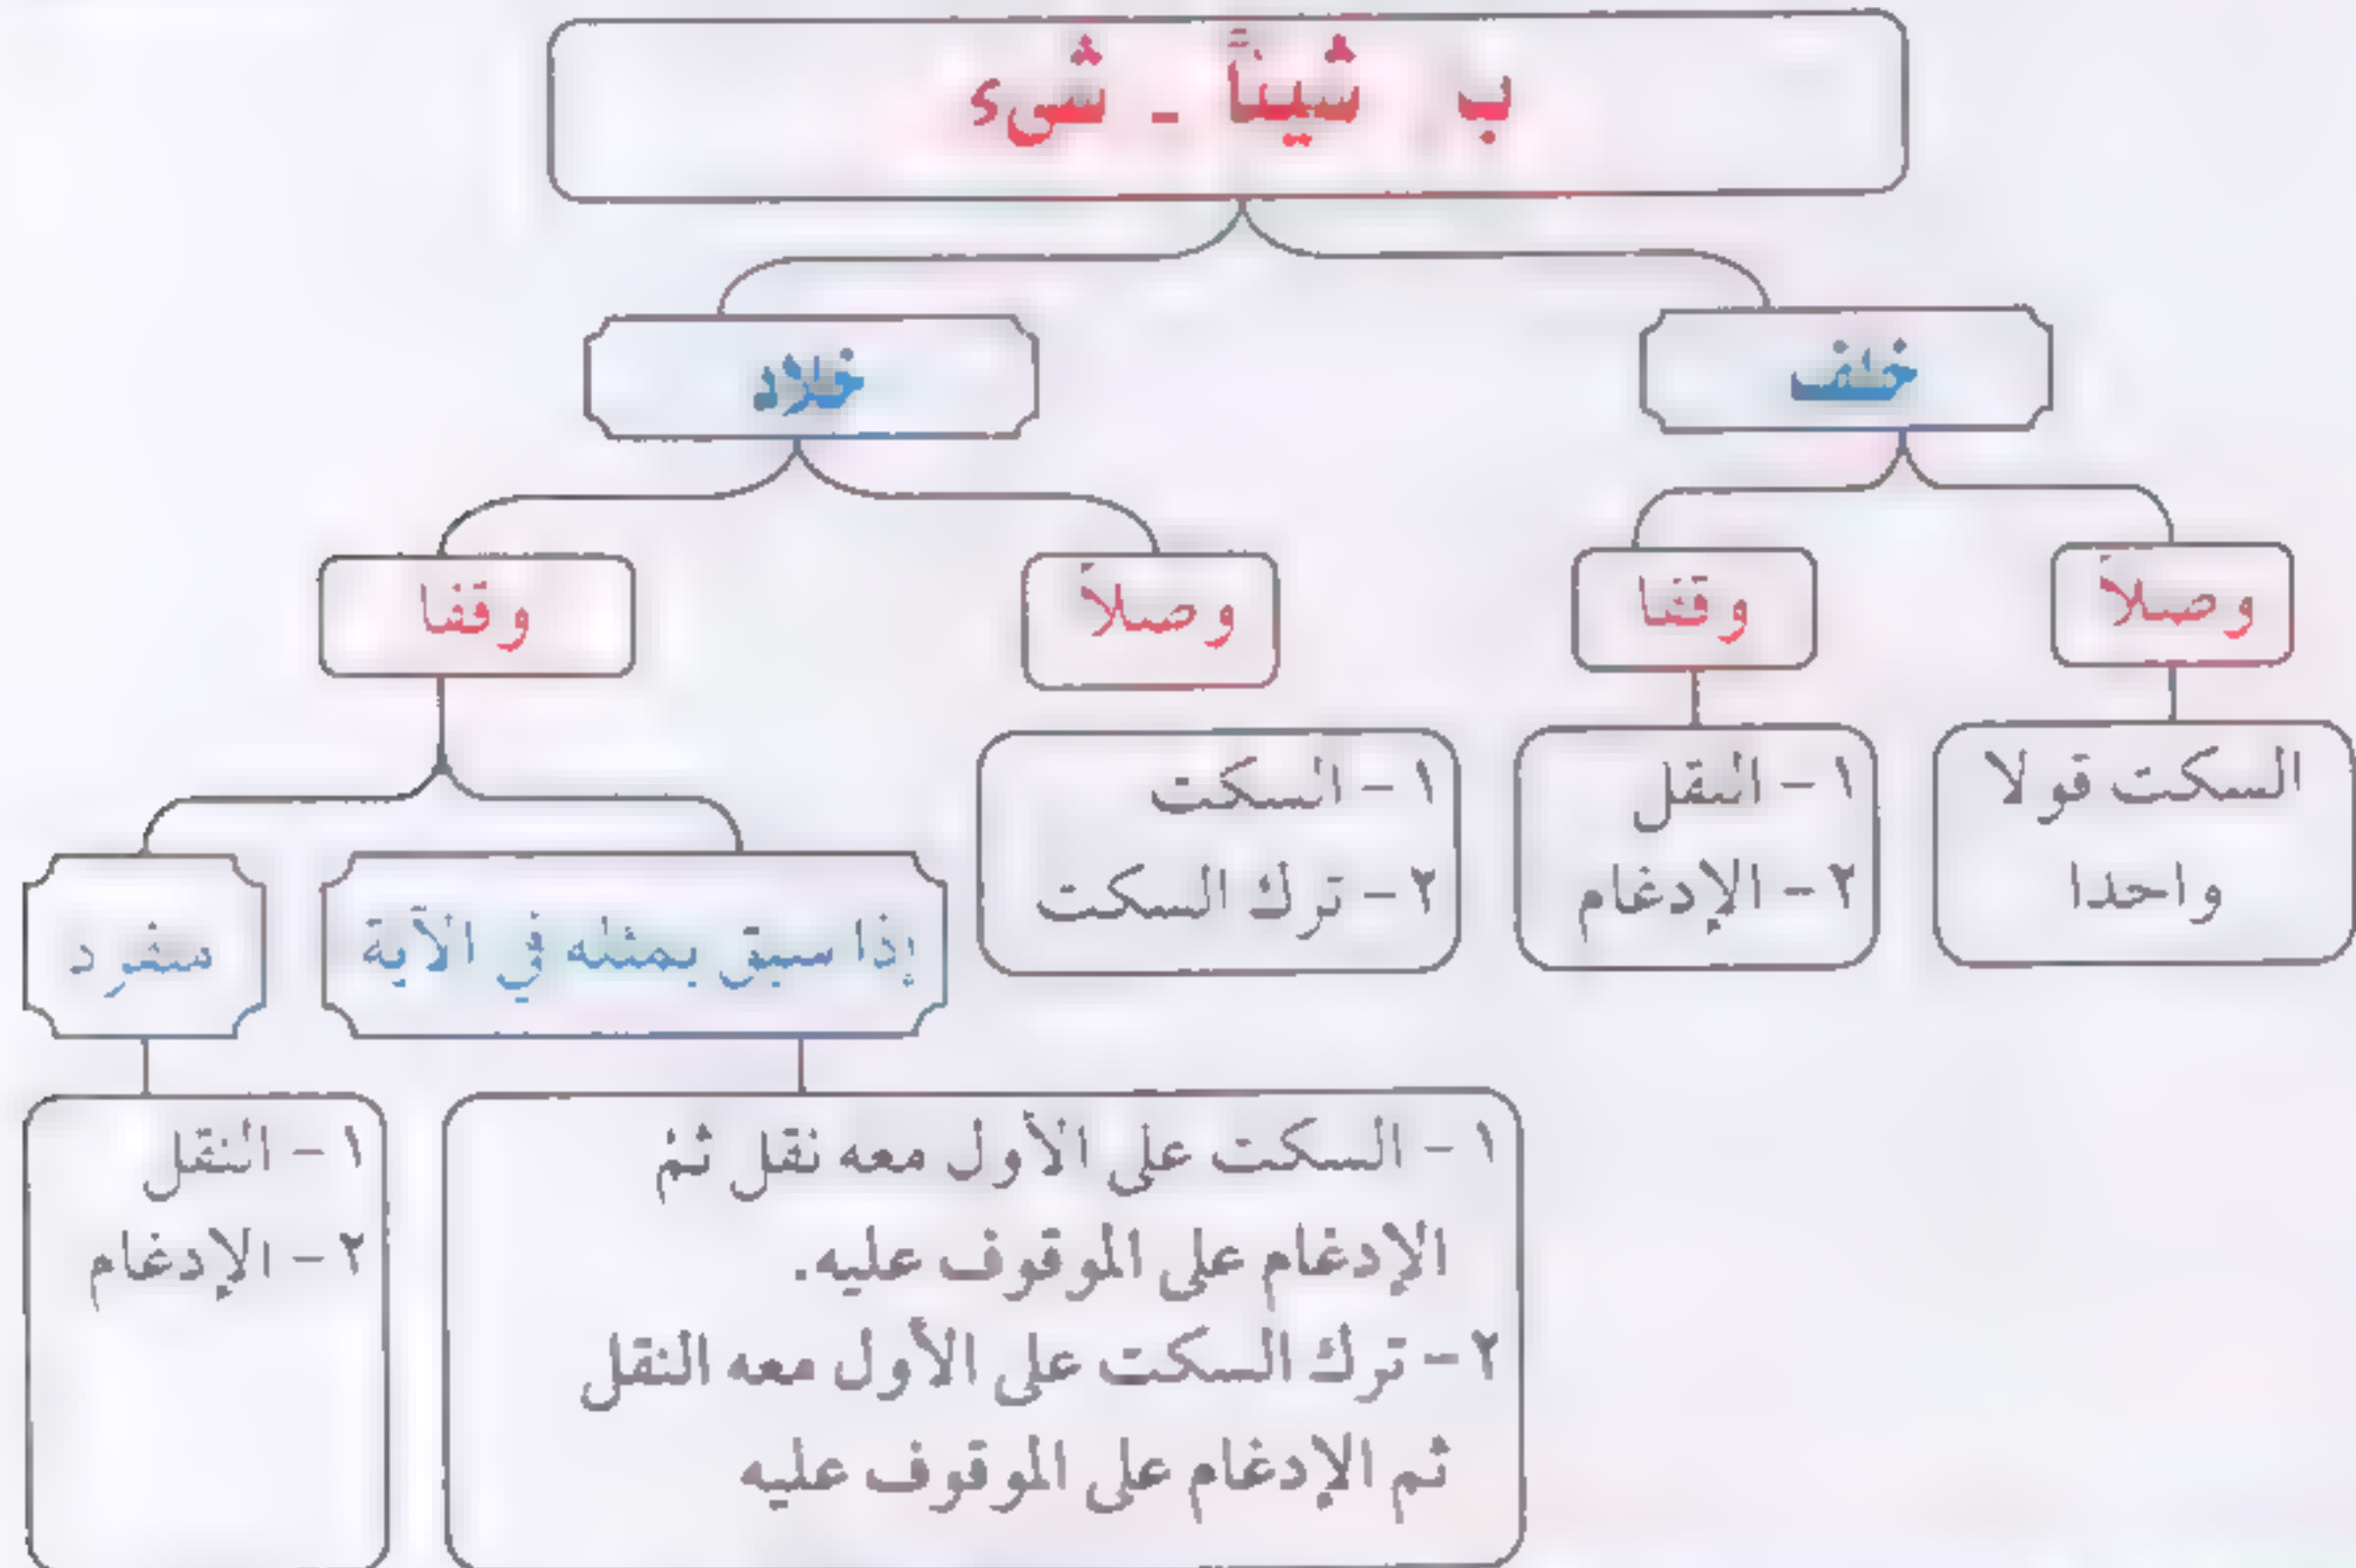 ب شيئاً - شيء
خلف
خلاد
وصلاً
وقفا
وصلاً
وقفا
السكت قولا
واحدا
١ - النقل
٢ - الإدغام
١ - السكت
٢ - ترك السكت
إذا سبق بمثله في الآية
منفرد
١ - السكت على الأول معه نقل ثم
الإدغام على الموقوف عليه.
٢ - ترك السكت على الأول معه النقل
ثم الإدغام على الموقوف عليه
١ - النقل
٢ - الإدغام